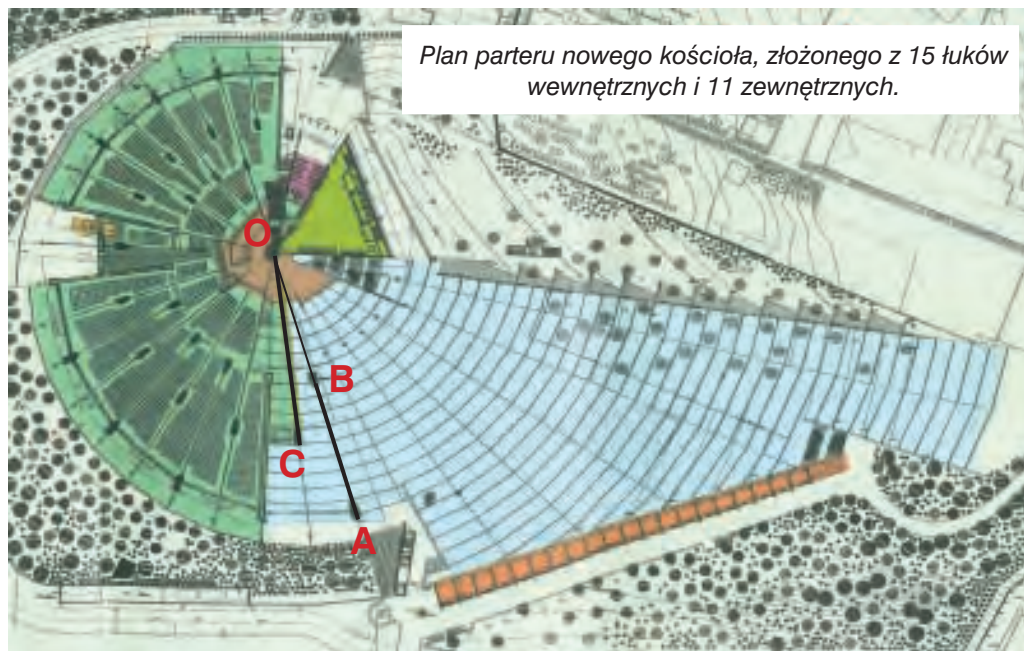 Plan parteru nowego kościoła, złożonego z 15 łuków
wewnętrznych i 11 zewnętrznych.
O
B
C
A